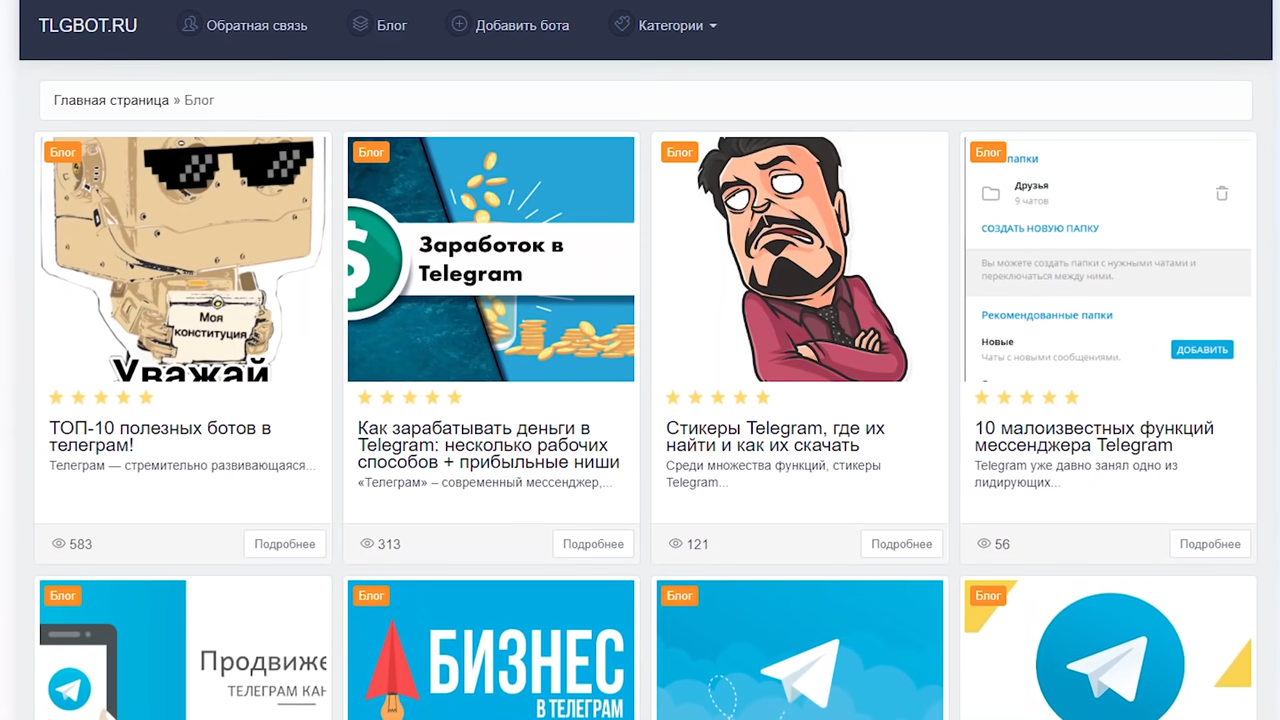 TLGBOT.RU
Обратная связь
Блог
Добавить бота
Категории
Главная страница » Блог
Блог
Моя
конституция
Уважай
ТОП-10 полезных ботов в
телеграм!
Телеграм — стремительно развивающаяся...
583
Подробнее
Блог
Заработок в
Telegram
Как зарабатывать деньги в
Telegram: несколько рабочих
способов + прибыльные ниши
«Телеграм» – современный мессенджер,...
313
Подробнее
Блог
Стикеры Telegram, где их
найти и как их скачать
Среди множества функций, стикеры
Telegram...
121
Подробнее
Блог
папки
Друзья
9 чатов
СОЗДАТЬ НОВУЮ ПАПКУ
Вы можете создать папки с нужными чатами и
переключаться между ними.
Рекомендованные папки
Новые
Чаты с новыми сообщениями.
ДОБАВИТЬ
10 малоизвестных функций
мессенджера Telegram
Telegram уже давно занял одно из
лидирующих...
56
Подробнее
Блог
Продвиже
ТЕЛЕГРАМ КАН
Блог
БИЗНЕС
В ТЕЛЕГРАМ
Блог
Блог